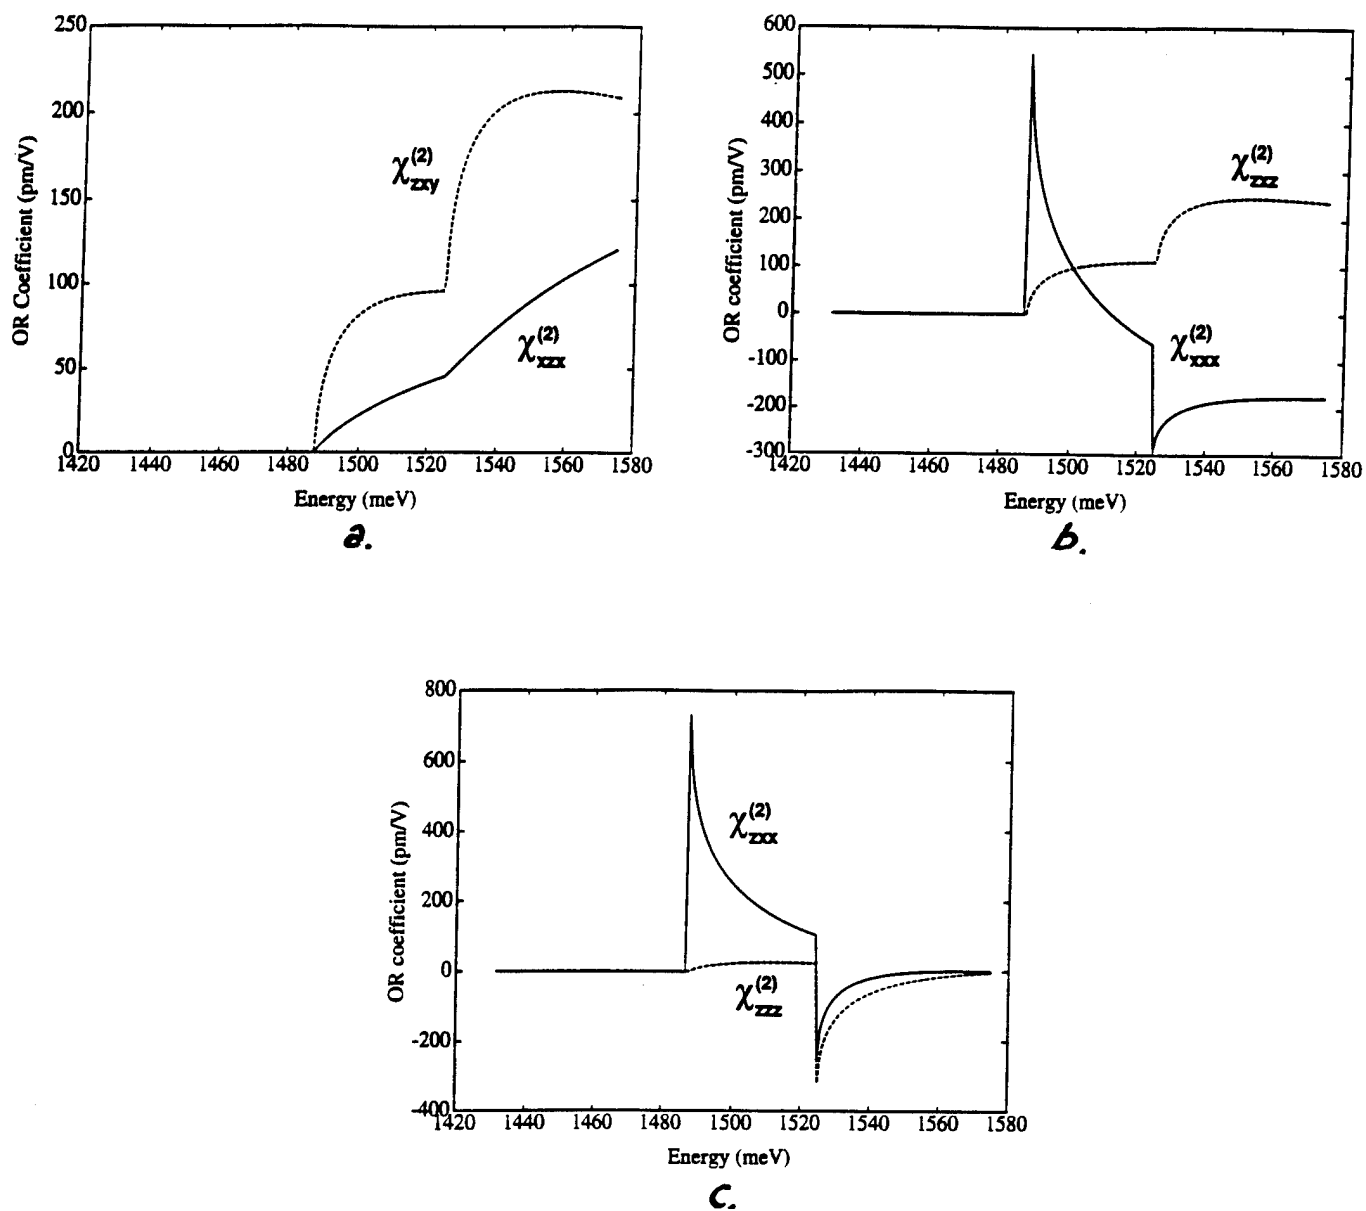 250
200
150
100
50
0
OR Coefficient (pm/V)
χ(2)zxy
χ(2)xzx
1420 1440 1460 1480 1500 1520 1540 1560 1580
Energy (meV)
a.
600
500
400
300
200
100
0
-100
-200
-300
OR coefficient (pm/V)
χ(2)zxz
χ(2)xxx
1420 1440 1460 1480 1500 1520 1540 1560 1580
Energy (meV)
b.
800
600
400
200
0
-200
-400
OR coefficient (pm/V)
χ(2)zxx
χ(2)zzz
1420 1440 1460 1480 1500 1520 1540 1560 1580
Energy (meV)
c.